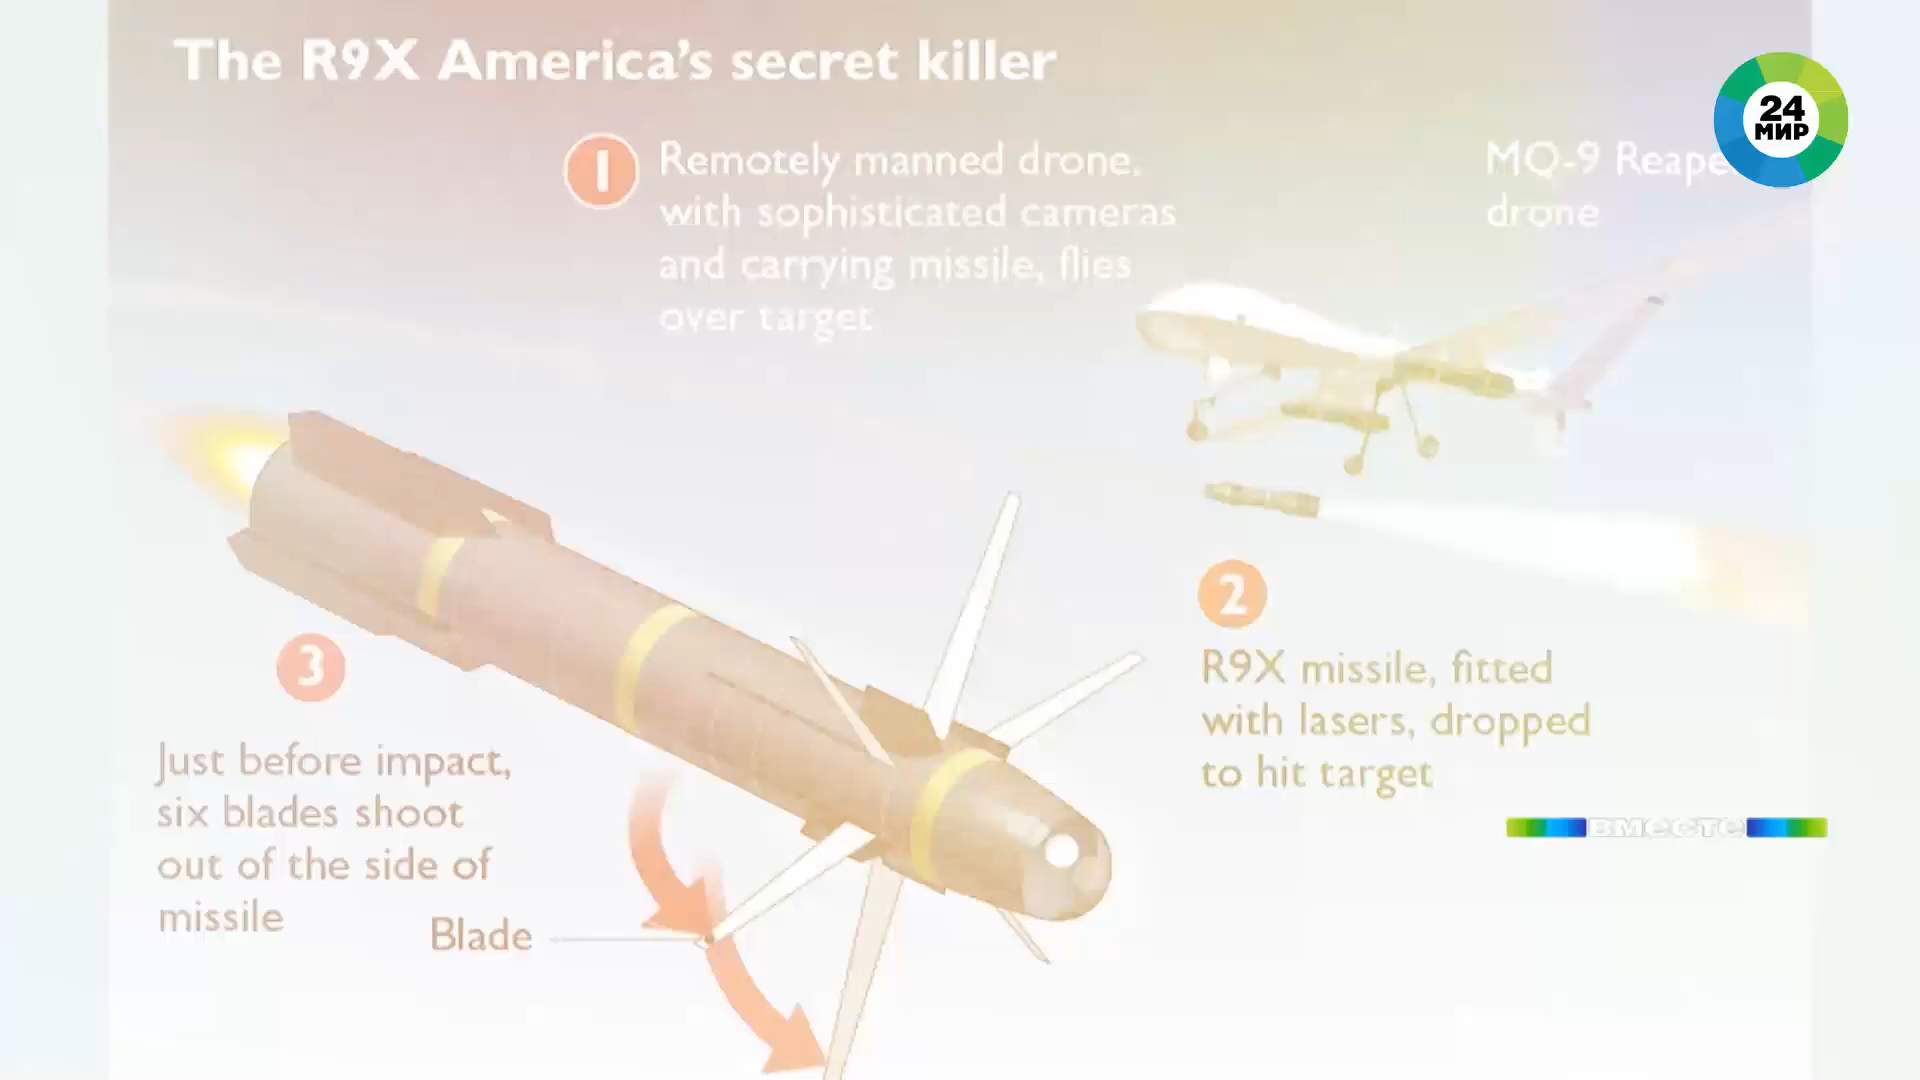 The R9X America's secret killer
24
МИР
1
Remotely manned drone,
with sophisticated cameras
and carrying missile, flies
over target
MQ-9 Reape
drone
2
R9X missile, fitted
with lasers, dropped
to hit target
3
Just before impact,
six blades shoot
out of the side of
missile
Blade
ВМЕСТЕ